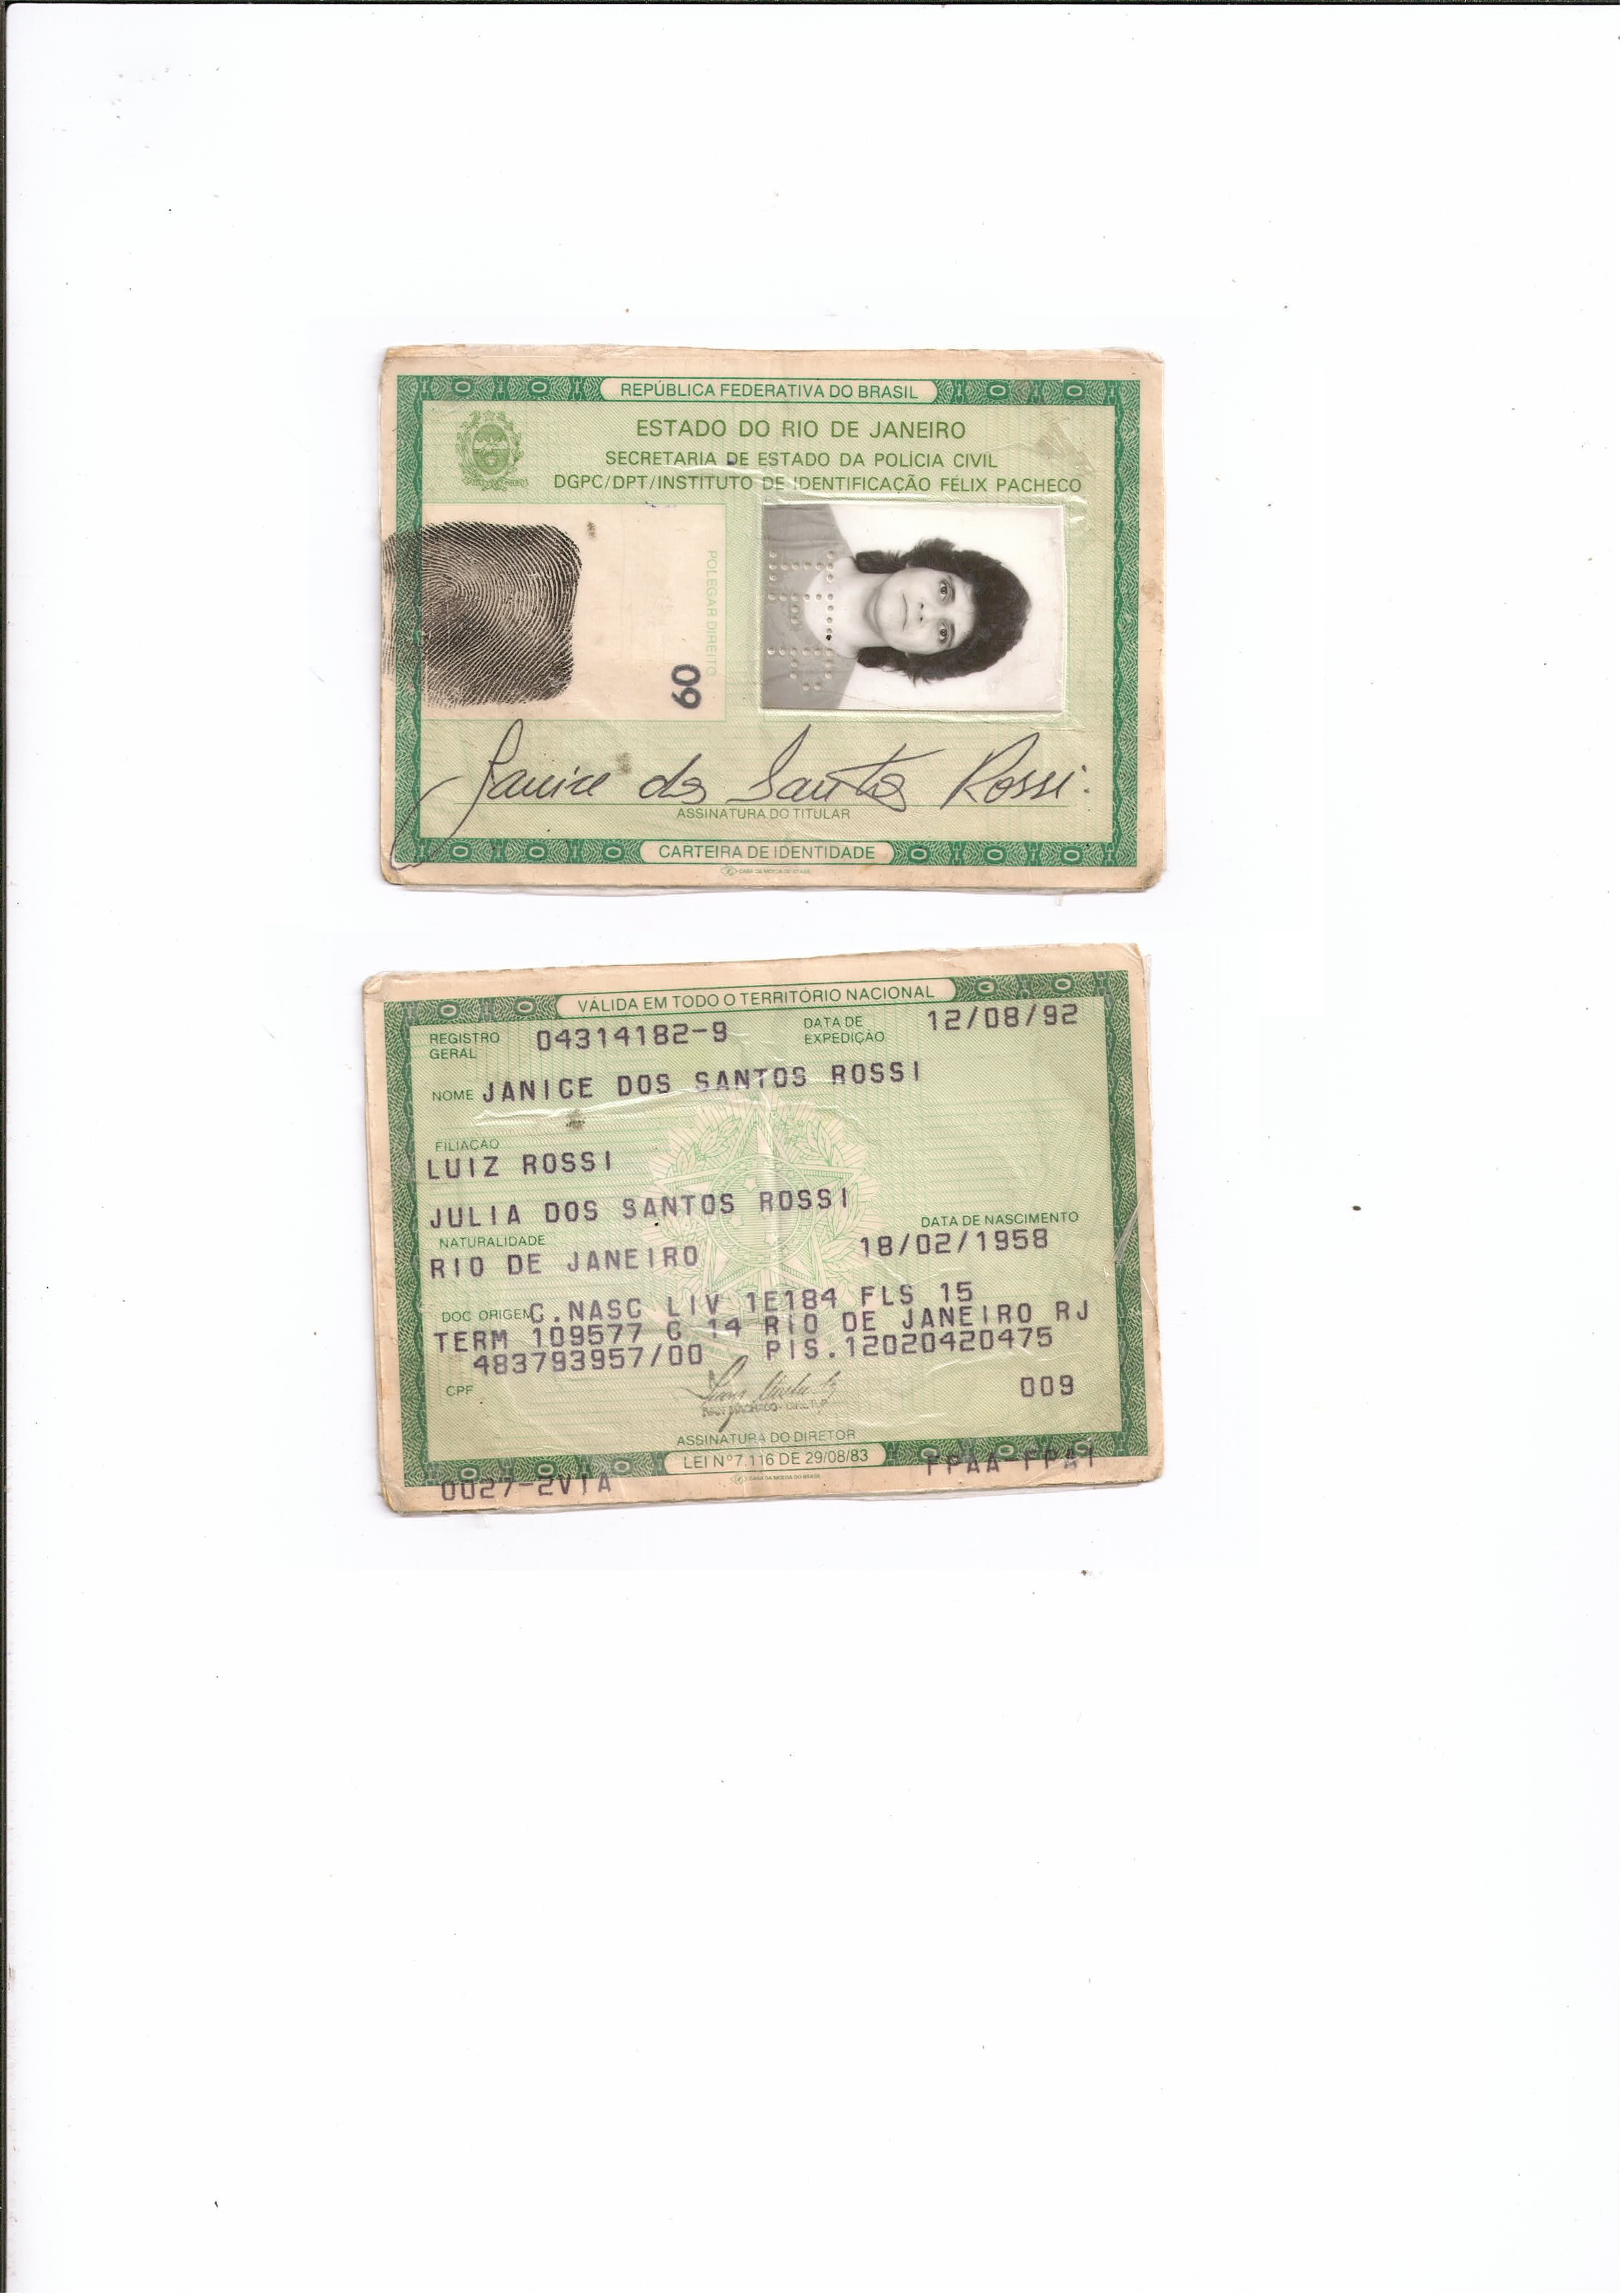 REPÚBLICA FEDERATIVA DO BRASIL
ESTADO DO RIO DE JANEIRO
SECRETARIA DE ESTADO DA POLÍCIA CIVIL
DGPC/DPT/INSTITUTO DE IDENTIFICAÇÃO FÉLIX PACHECO
POLEGAR DIREITO
60
Janice dos Santos Rossi.
ASSINATURA DO TITULAR
CARTEIRA DE IDENTIDADE
CASA DA MOEDA DO BRASIL
VÁLIDA EM TODO O TERRITÓRIO NACIONAL
REGISTRO GERAL 04314182-9 DATA DE EXPEDIÇÃO 12/08/92
NOME JANICE DOS SANTOS ROSSI
FILIAÇÃO
LUIZ ROSSI
JULIA DOS SANTOS ROSSI
NATURALIDADE DATA DE NASCIMENTO
RIO DE JANEIRO 18/02/1958
DOC ORIGEM C.NASC LIV 1E184 FLS 15
TERM 109577 C 14 RIO DE JANEIRO RJ
483793957/00 PIS.12020420475
CPF 009
ASSINATURA DO DIRETOR
LEI Nº 7.116 DE 29/08/83
0027-2VIA FPAA-FPAI
CASA DA MOEDA DO BRASIL